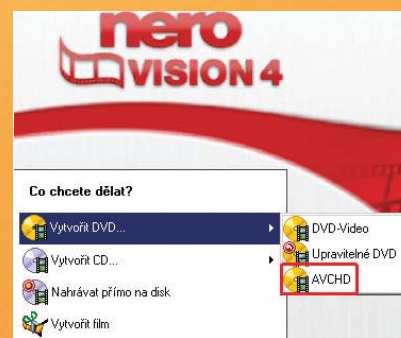 nero
VISION 4
Co chcete dělat?
Vytvořit DVD...
Vytvořit CD...
Nahrávat přímo na disk
Vytvořit film
DVD-Video
Upravitelné DVD
AVCHD